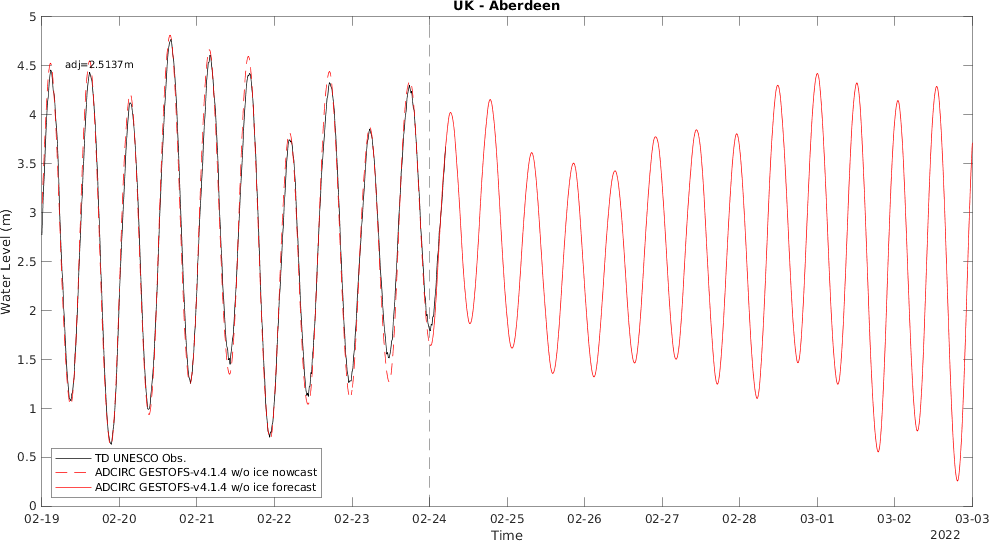 UK - Aberdeen
adj=2.5137m
Water Level (m)
5
4.5
4
3.5
3
2.5
2
1.5
1
0.5
0
TD UNESCO Obs.
ADCIRC GESTOFS-v4.1.4 w/o ice nowcast
ADCIRC GESTOFS-v4.1.4 w/o ice forecast
02-19 02-20 02-21 02-22 02-23 02-24 02-25 02-26 02-27 02-28 03-01 03-02 03-03
Time
2022